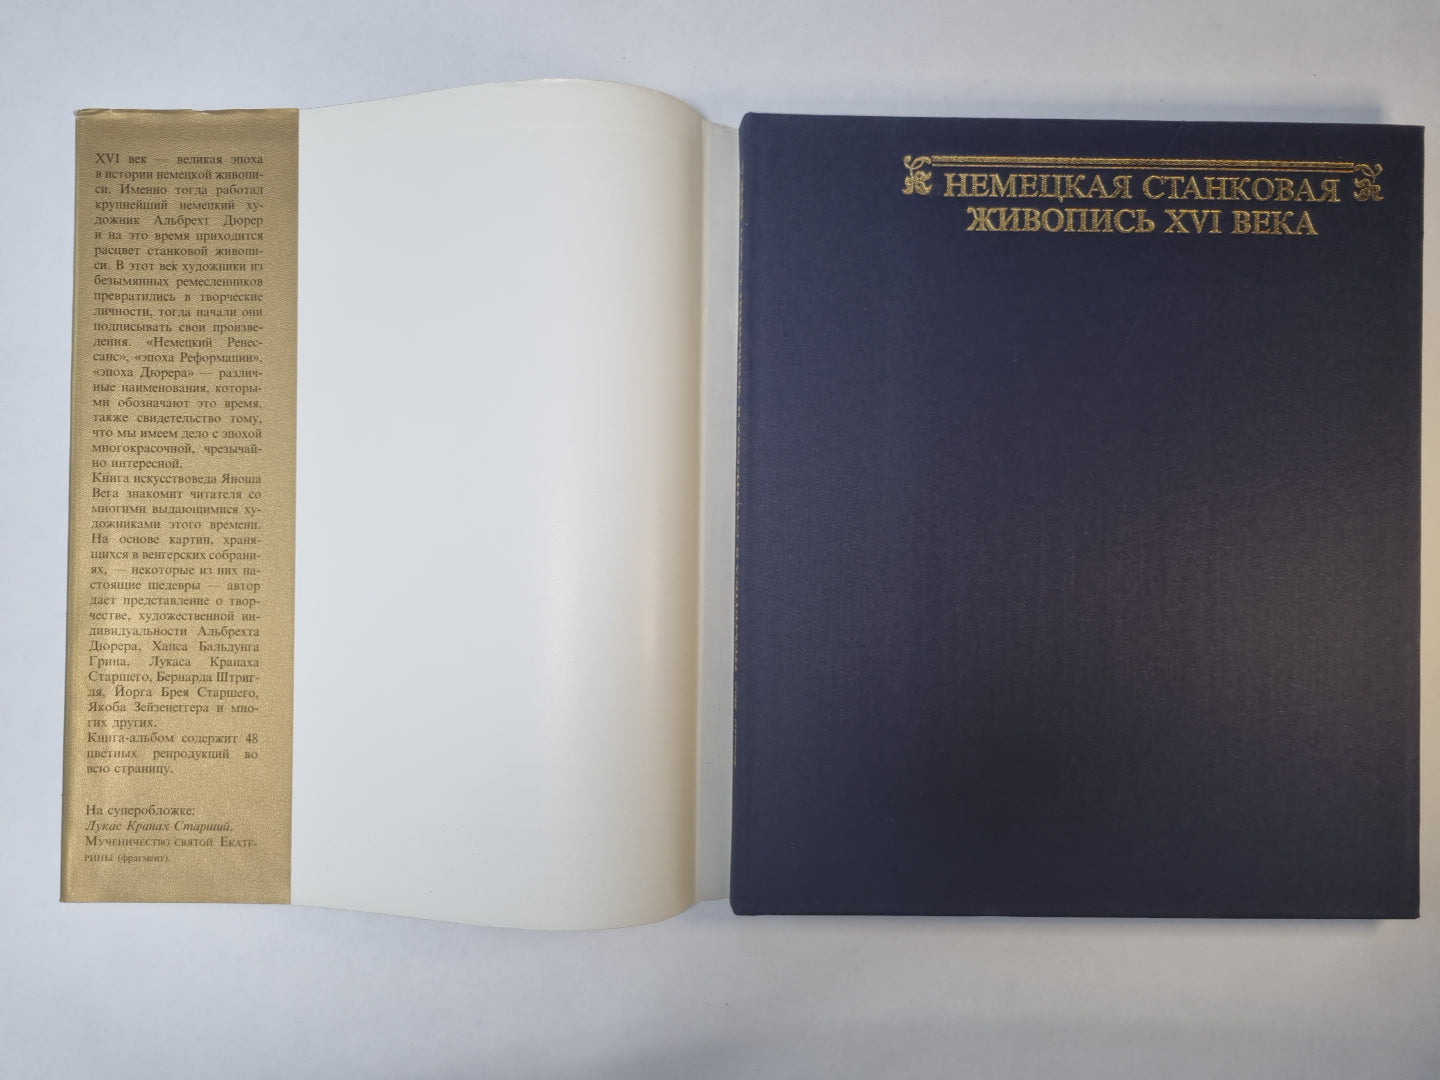 XVI век — великая эпоха
в истории немецкой живопи-
си. Именно тогда работал
крупнейший немецкий ху-
дожник Альбрехт Дюрер
и на это время приходится
расцвет станковой живопи-
си. В этот век художники из
безымянных ремесленников
превратились в творческие
личности, тогда начали они
подписывать свои произве-
дения. «Немецкий Ренес-
санс», «эпоха Реформации»,
«эпоха Дюрера» — различ-
ные наименования, которы-
ми обозначают это время,
также свидетельство тому,
что мы имеем дело с эпохой
многокрасочной, чрезычай-
но интересной.
Книга искусствоведа Яноша
Вега знакомит читателя со
многими выдающимися ху-
дожниками этого времени.
На основе картин, храня-
щихся в венгерских собрани-
ях, — некоторые из них на-
стоящие шедевры — автор
дает представление о твор-
честве, художественной ин-
дивидуальности Альбрехта
Дюрера, Ханса Бальдунга
Грина, Лукаса Кранаха
Старшего, Бернарда Штриг-
ля, Йорга Брея Старшего,
Якоба Зейзенеггера и мно-
гих других.
Книга-альбом содержит 48
цветных репродукций во
всю страницу.
На суперобложке:
Лукас Кранах Старший.
Мученичество святой Екате-
рины (фрагмент).
НЕМЕЦКАЯ СТАНКОВАЯ
ЖИВОПИСЬ XVI ВЕКА